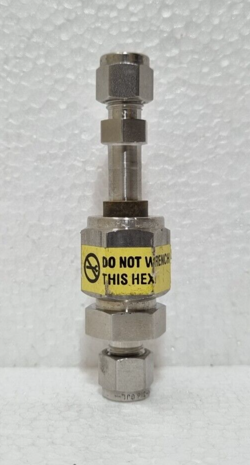 DO NOT WRENCH
THIS HEX